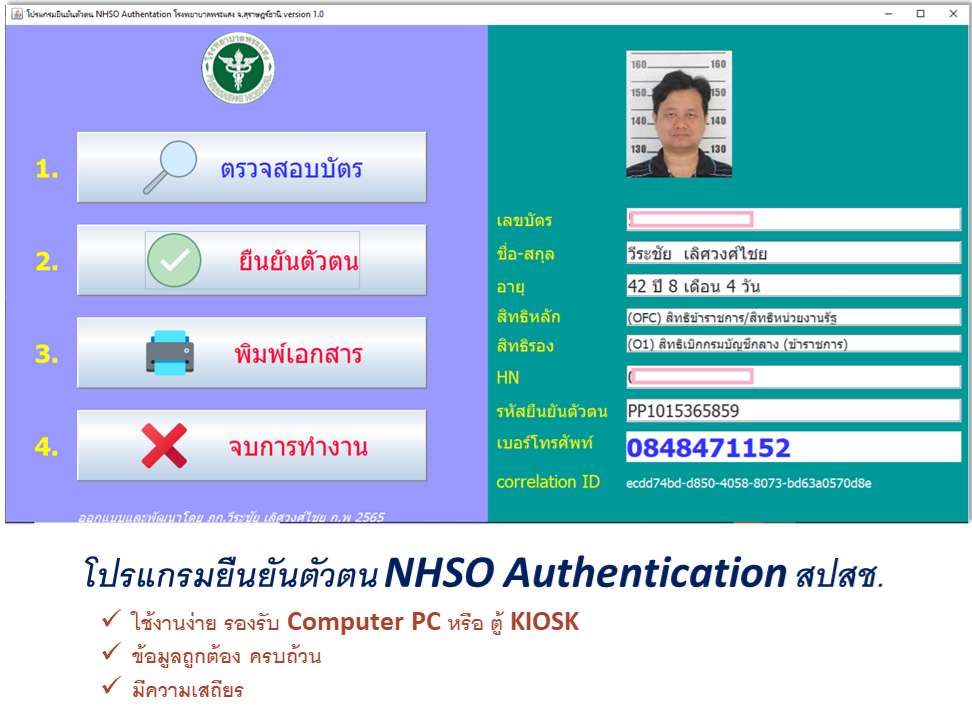 โปรแกรมยืนยันตัวตน NHSO Authentation โรงพยาบาลพระแสง จ.สุราษฎร์ธานี version 1.0
โรงพยาบาลพระแสง
PHRASAENG HOSPITAL
1. ตรวจสอบบัตร
2. ยืนยันตัวตน
3. พิมพ์เอกสาร
4. จบการทำงาน
ออกแบบและพัฒนาโดย ภก.วีระชัย เลิศวงศ์ไชย ก.พ 2565
160 160
150 150
140 140
130 130
เลขบัตร
ชื่อ-สกุล วีระชัย เลิศวงศ์ไชย
อายุ 42 ปี 8 เดือน 4 วัน
สิทธิหลัก (OFC) สิทธิข้าราชการ/สิทธิหน่วยงานรัฐ
สิทธิรอง (O1) สิทธิเบิกกรมบัญชีกลาง (ข้าราชการ)
HN
รหัสยืนยันตัวตน PP1015365859
เบอร์โทรศัพท์ 0848471152
correlation ID ecdd74bd-d850-4058-8073-bd63a0570d8e
โปรแกรมยืนยันตัวตน NHSO Authentication สปสช.
✓ ใช้งานง่าย รองรับ Computer PC หรือ ตู้ KIOSK
✓ ข้อมูลถูกต้อง ครบถ้วน
✓ มีความเสถียร